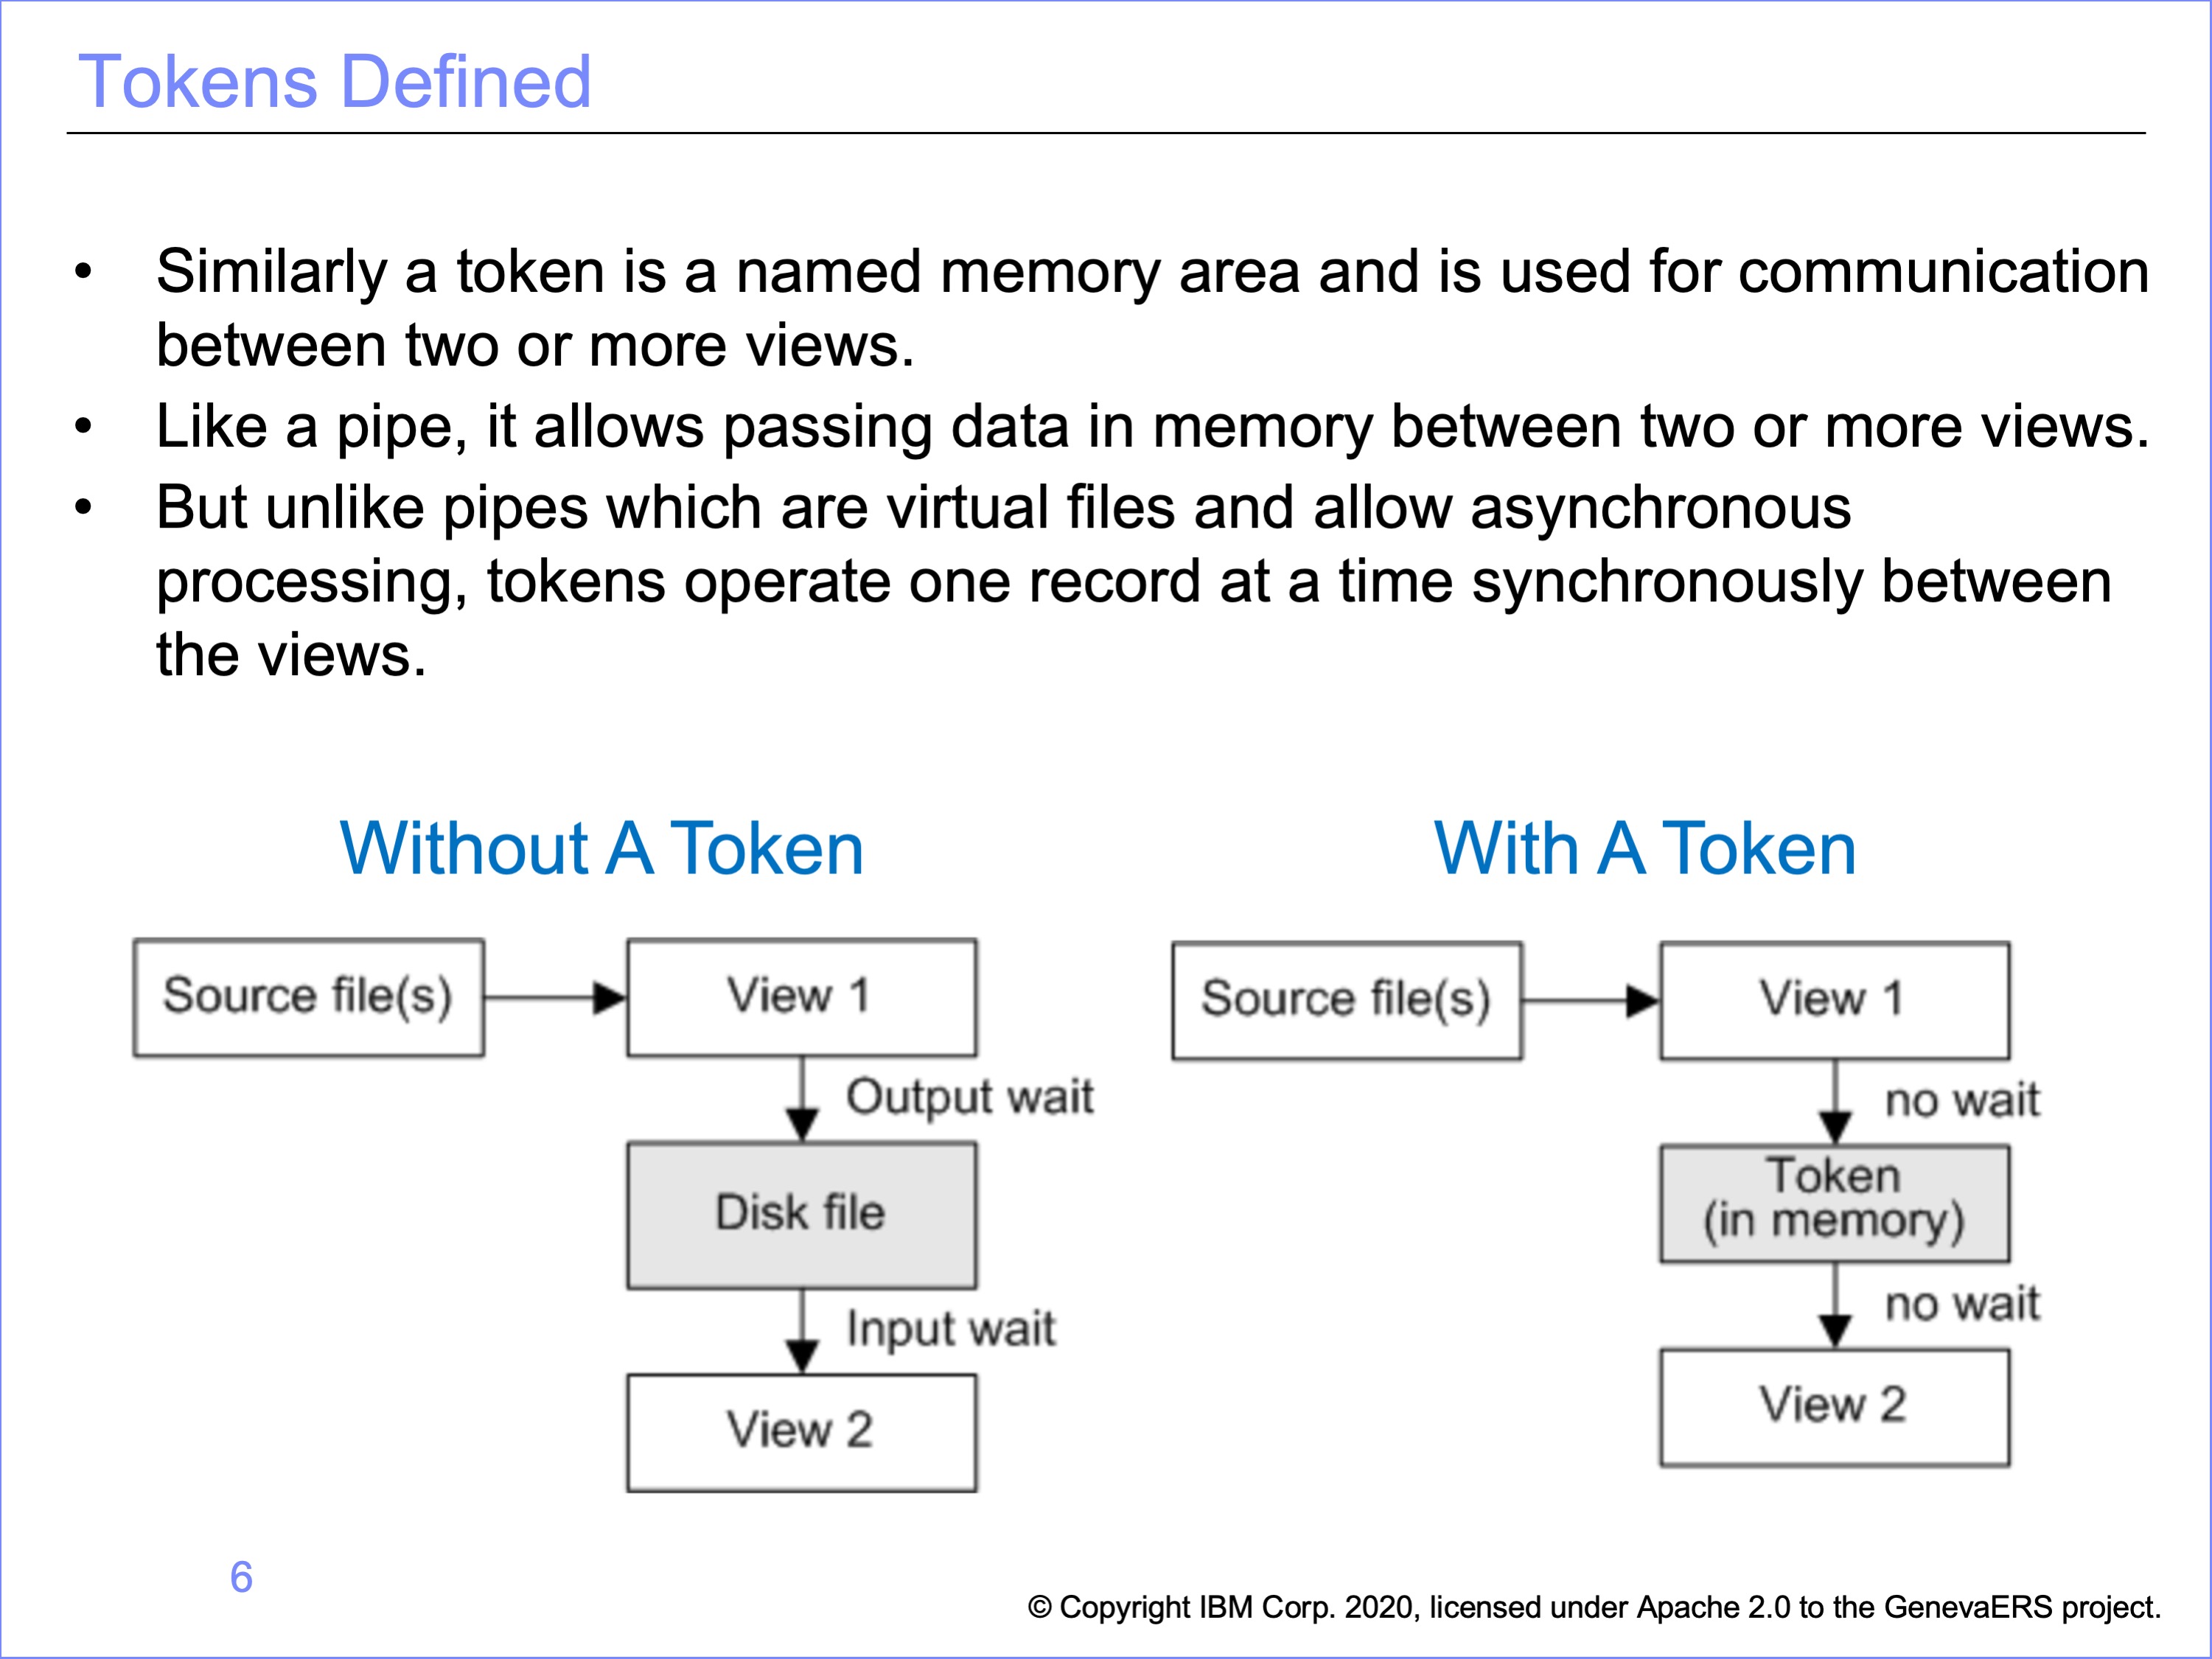 Tokens Defined
• Similarly a token is a named memory area and is used for communication
between two or more views.
• Like a pipe, it allows passing data in memory between two or more views.
• But unlike pipes which are virtual files and allow asynchronous
processing, tokens operate one record at a time synchronously between
the views.
Without A Token
Source file(s)
View 1
Output wait
Disk file
Input wait
View 2
With A Token
Source file(s)
View 1
no wait
Token
(in memory)
no wait
View 2
6
© Copyright IBM Corp. 2020, licensed under Apache 2.0 to the GenevaERS project.